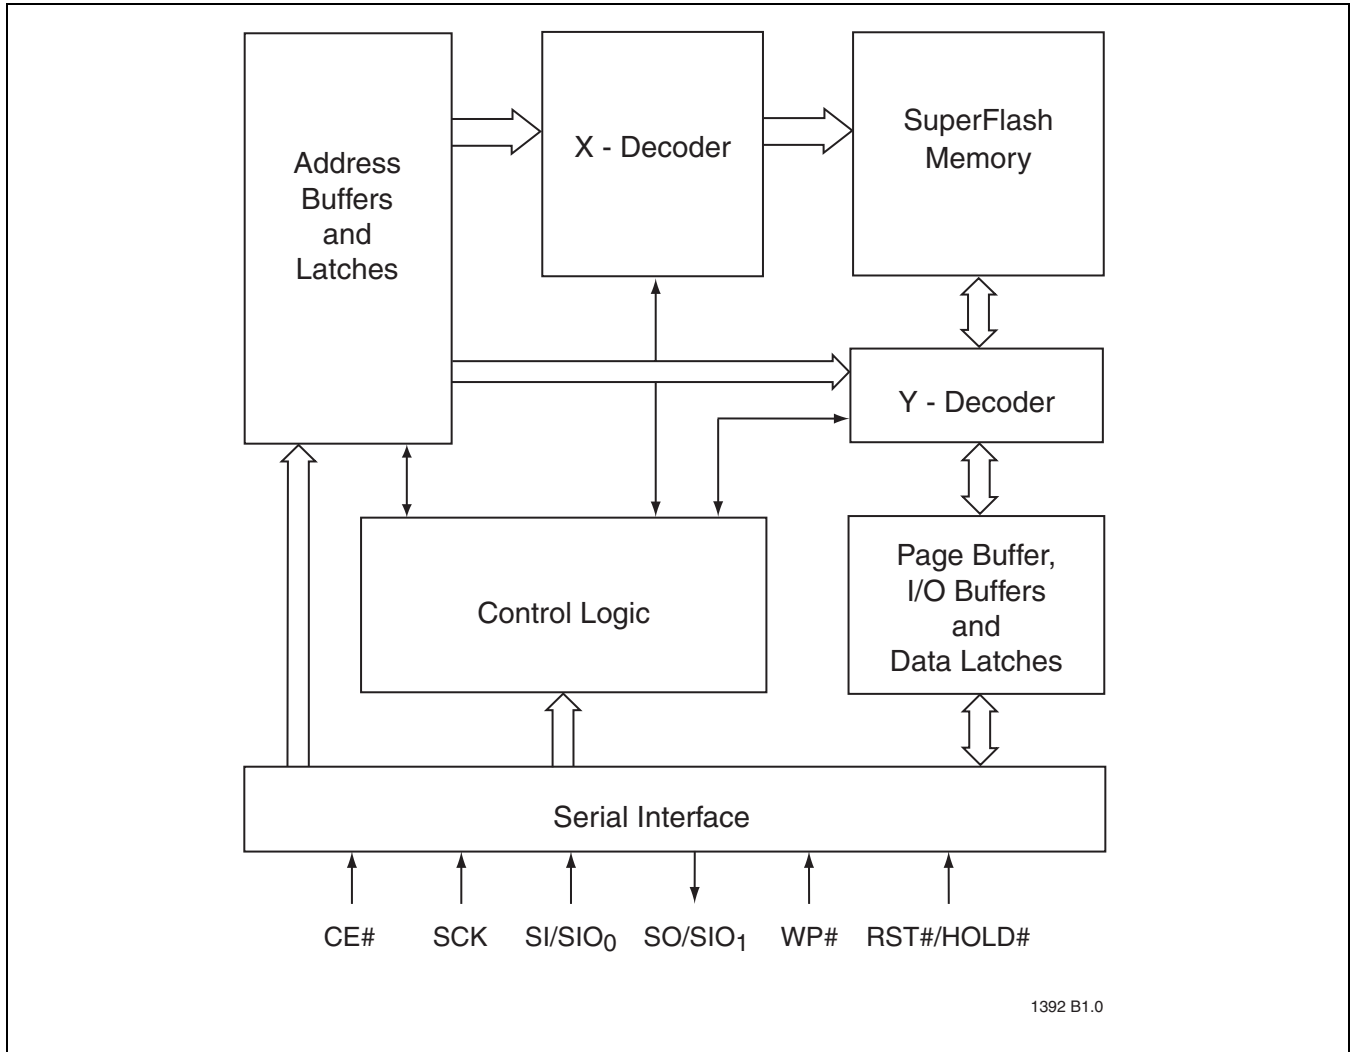 Address
Buffers
and
Latches
X - Decoder
SuperFlash
Memory
Y - Decoder
Control Logic
Page Buffer,
I/O Buffers
and
Data Latches
Serial Interface
CE# SCK SI/SIO0 SO/SIO1 WP# RST#/HOLD#
1392 B1.0